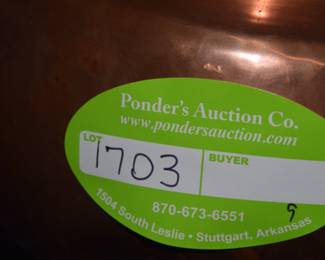 Ponder's Auction Co.
www.pondersauction.com
LOT
1703
BUYER
870-673-6551
9
1504 South Leslie • Stuttgart, Arkansas